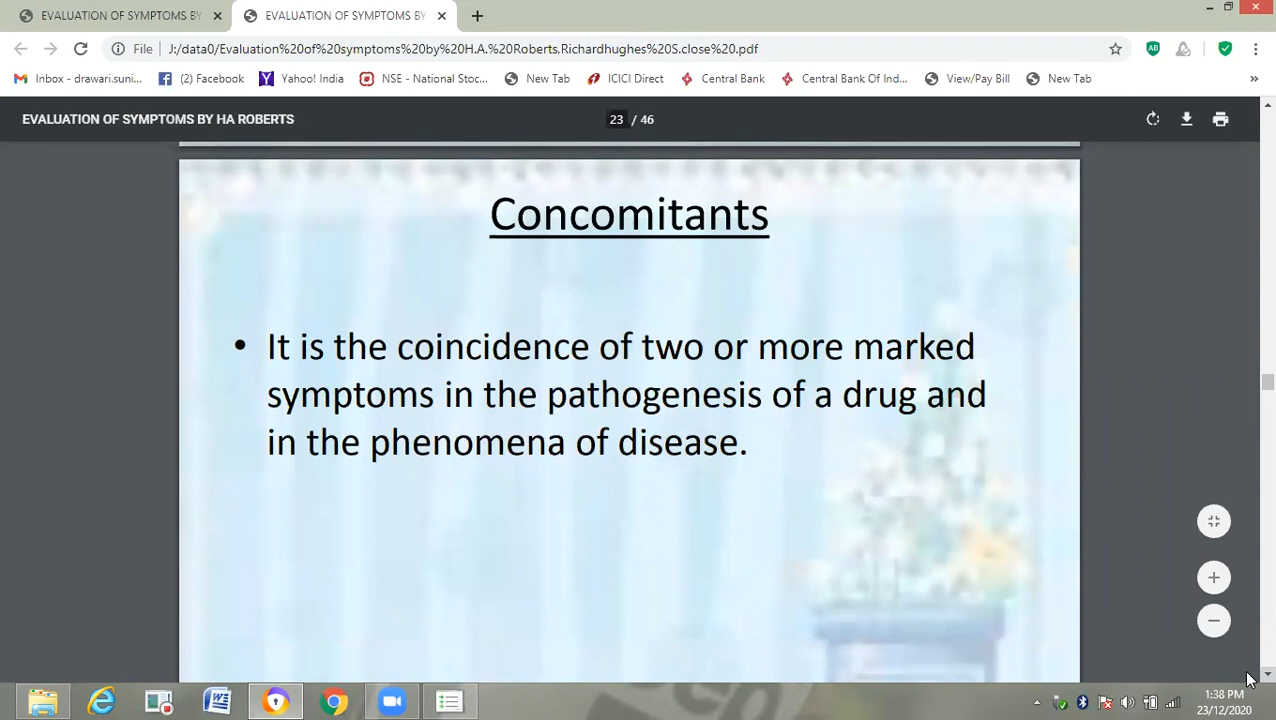 EVALUATION OF SYMPTOMS BY
EVALUATION OF SYMPTOMS BY
File
J:/data0/Evaluation%20of%20symptoms%20by%20H.A.%20Roberts.Richardhughes%20S.close%20.pdf
AB
Inbox - drawari.suni...
(2) Facebook
Yahoo! India
NSE - National Stoc...
New Tab
ICICI Direct
Central Bank
Central Bank Of Ind...
View/Pay Bill
New Tab
»
EVALUATION OF SYMPTOMS BY HA ROBERTS
23 / 46
Concomitants
• It is the coincidence of two or more marked
symptoms in the pathogenesis of a drug and
in the phenomena of disease.
1:38 PM
23/12/2020